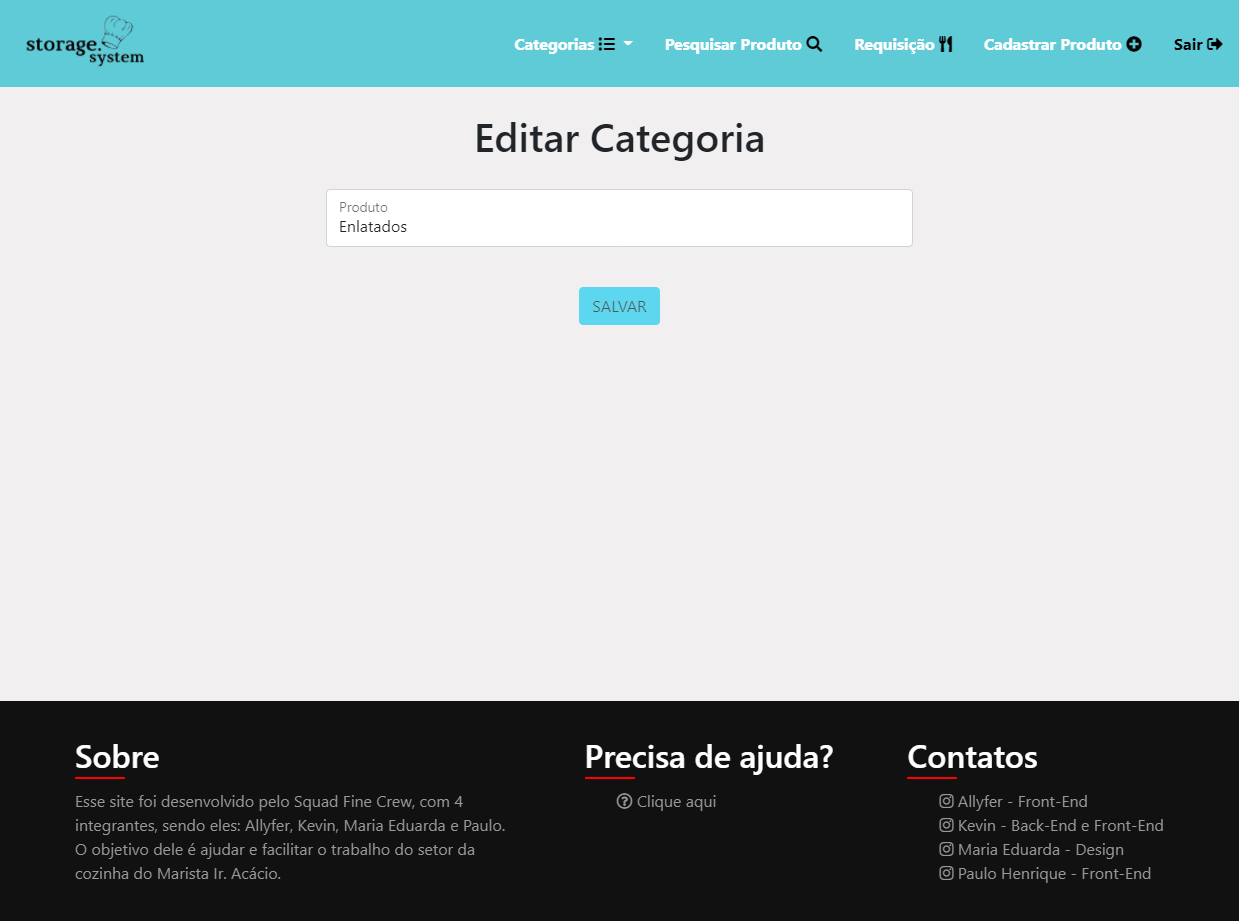 storage.
system
Categorias
Pesquisar Produto
Requisição
Cadastrar Produto
Sair
Editar Categoria
Produto
Enlatados
SALVAR
Sobre
Esse site foi desenvolvido pelo Squad Fine Crew, com 4
integrantes, sendo eles: Allyfer, Kevin, Maria Eduarda e Paulo.
O objetivo dele é ajudar e facilitar o trabalho do setor da
cozinha do Marista Ir. Acácio.
Precisa de ajuda?
Clique aqui
Contatos
Allyfer - Front-End
Kevin - Back-End e Front-End
Maria Eduarda - Design
Paulo Henrique - Front-End